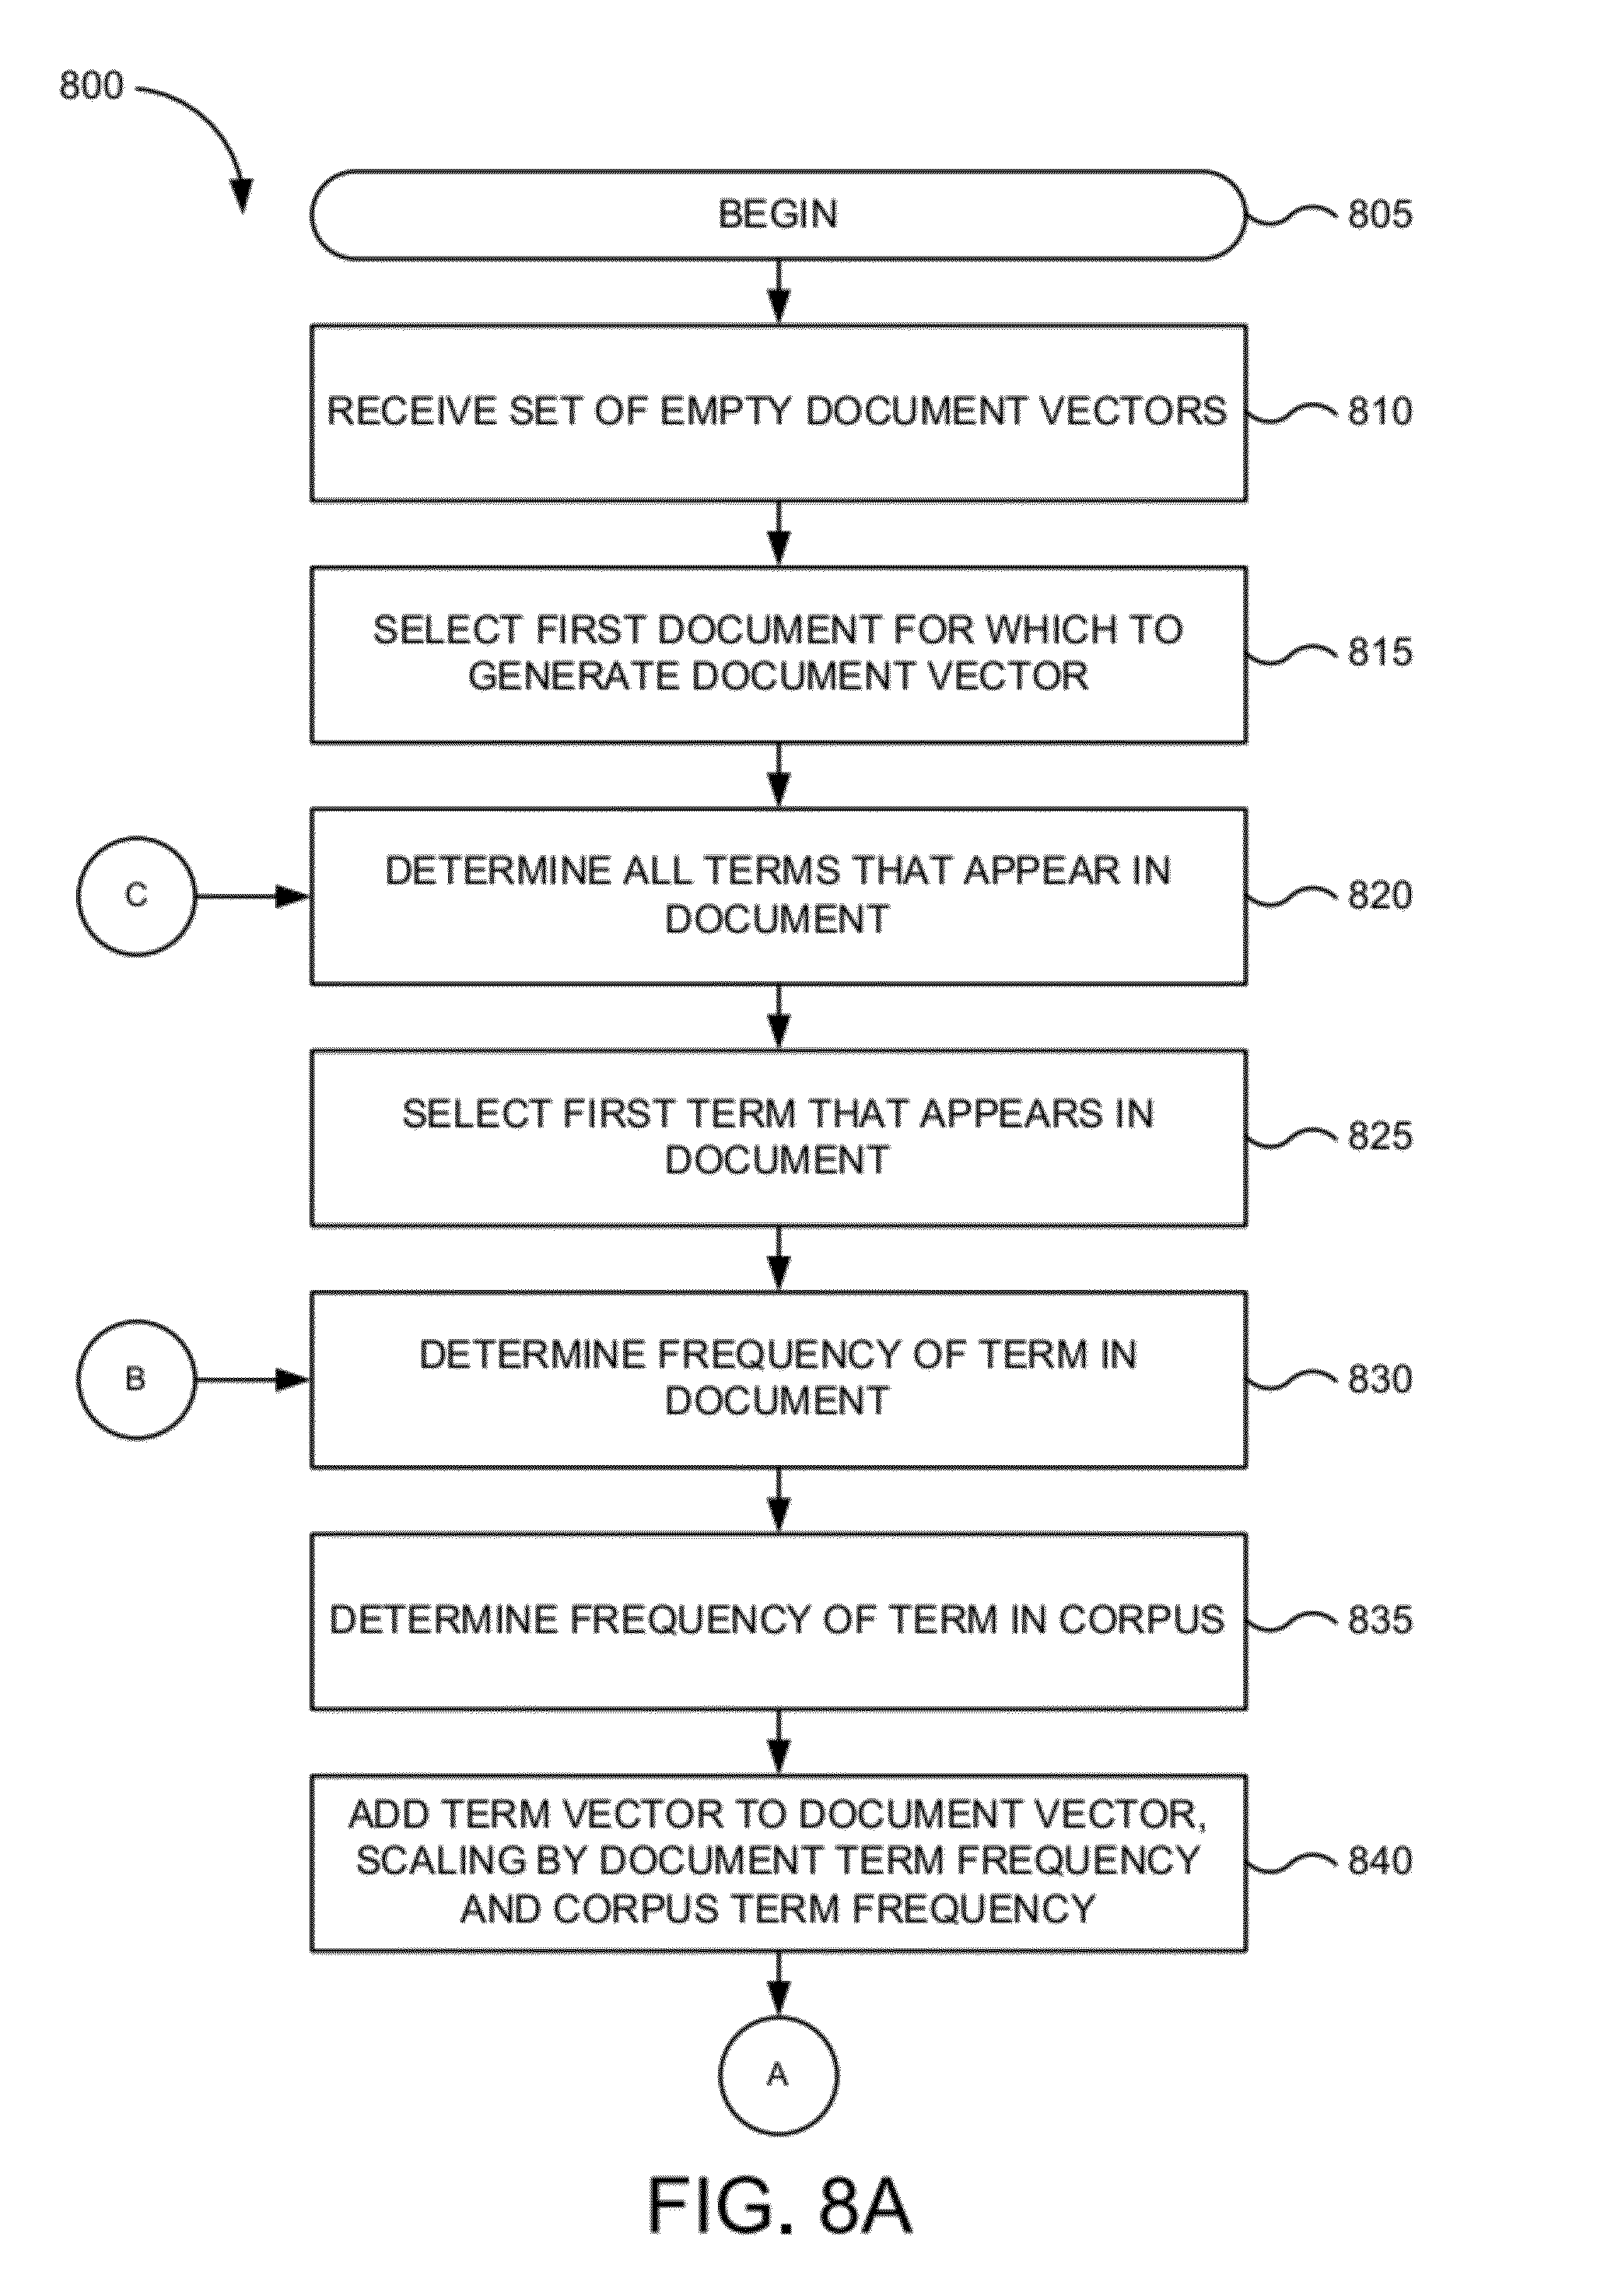 800
BEGIN
805
RECEIVE SET OF EMPTY DOCUMENT VECTORS
810
SELECT FIRST DOCUMENT FOR WHICH TO
GENERATE DOCUMENT VECTOR
815
C
DETERMINE ALL TERMS THAT APPEAR IN
DOCUMENT
820
SELECT FIRST TERM THAT APPEARS IN
DOCUMENT
825
B
DETERMINE FREQUENCY OF TERM IN
DOCUMENT
830
DETERMINE FREQUENCY OF TERM IN CORPUS
835
ADD TERM VECTOR TO DOCUMENT VECTOR,
SCALING BY DOCUMENT TERM FREQUENCY
AND CORPUS TERM FREQUENCY
840
A
FIG. 8A